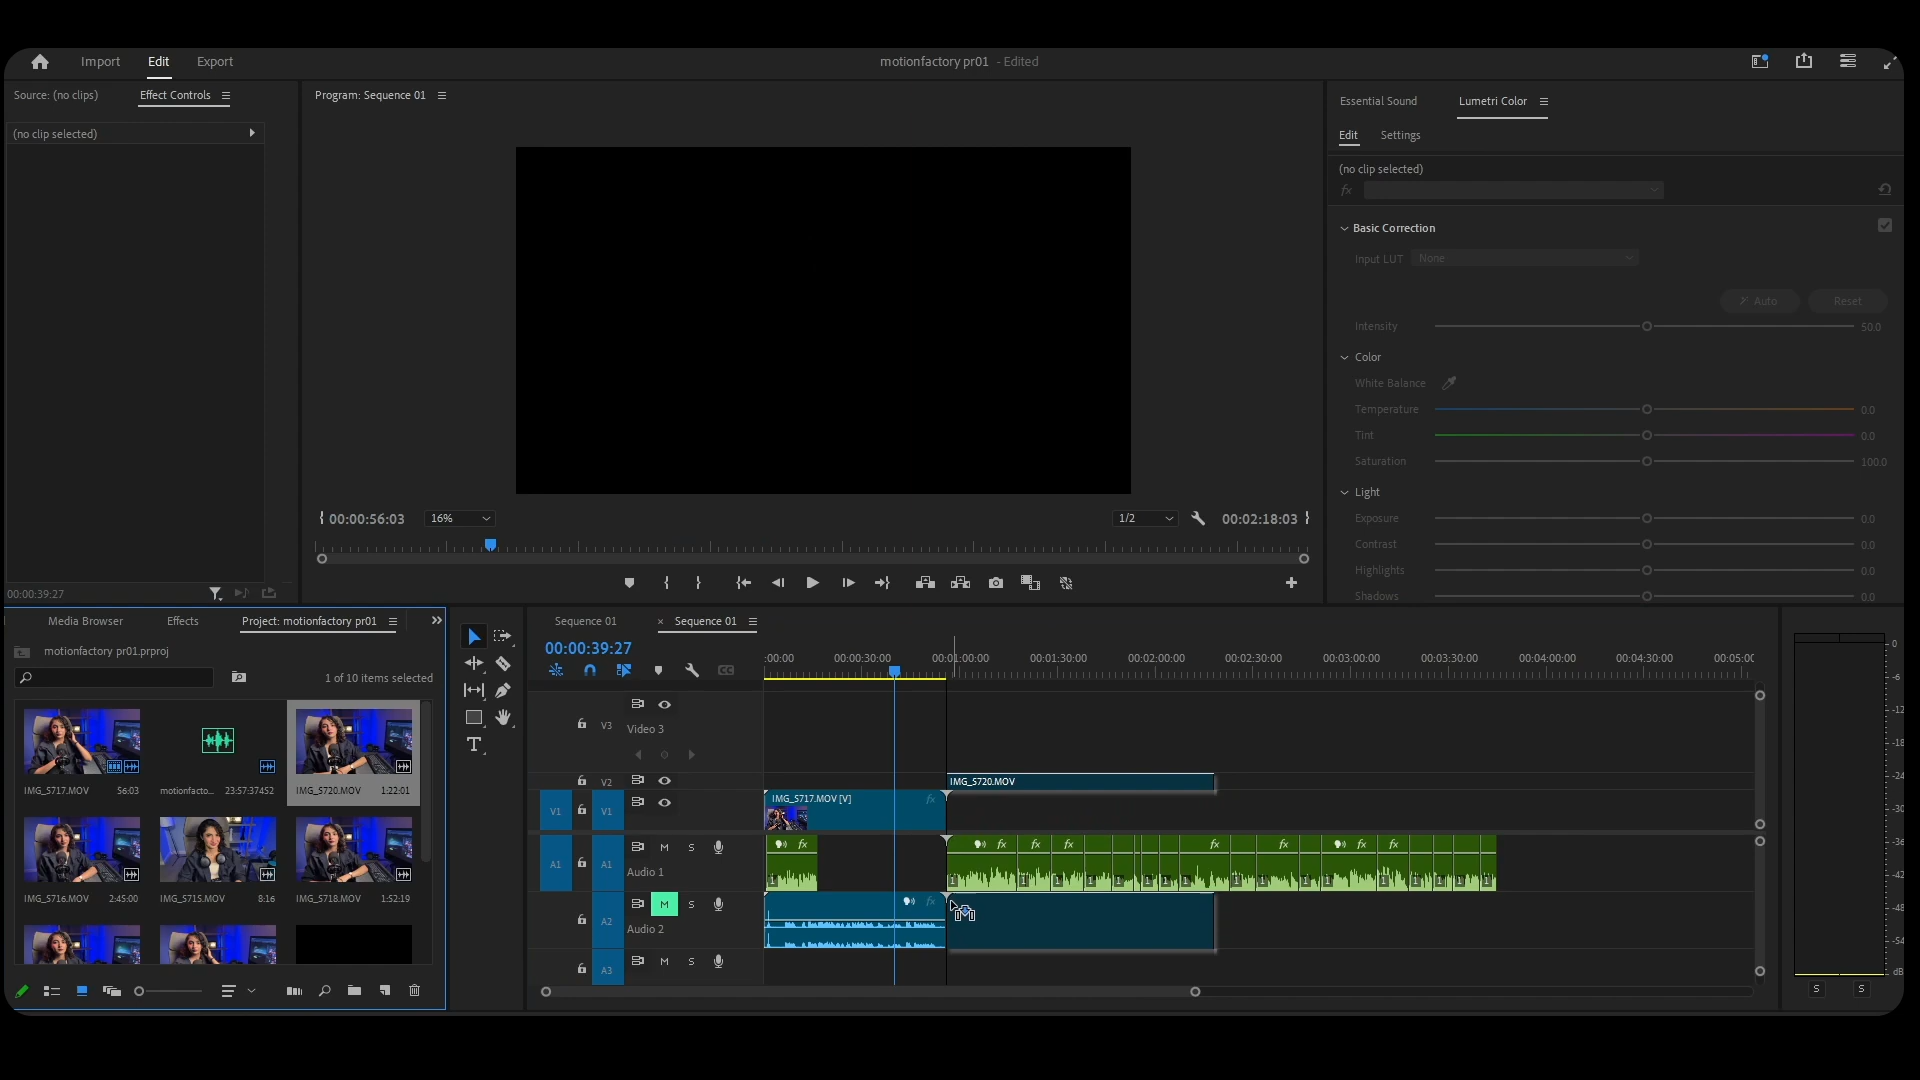 Import Edit Export
motionfactory pr01 - Edited
Source: (no clips) Effect Controls
(no clip selected)
00:00:39:27
Program: Sequence 01
00:00:56:03 16% 1/2 00:02:18:03
Essential Sound Lumetri Color
Edit Settings
(no clip selected)
fx
Basic Correction
Input LUT None
Auto Reset
Intensity 50.0
Color
White Balance
Temperature 0.0
Tint 0.0
Saturation 100.0
Light
Exposure 0.0
Contrast 0.0
Highlights 0.0
Shadows 0.0
Media Browser Effects Project: motionfactory pr01
motionfactory pr01.prproj
1 of 10 items selected
IMG_5717.MOV 56:03 motionfacto... 23:57:37452 IMG_5720.MOV 1:22:01
IMG_5716.MOV 2:45:00 IMG_5715.MOV 8:16 IMG_5718.MOV 1:52:19
T
Sequence 01 × Sequence 01
00:00:39:27
CC
:00:00 00:00:30:00 00:01:00:00 00:01:30:00 00:02:00:00 00:02:30:00 00:03:00:00 00:03:30:00 00:04:00:00 00:04:30:00 00:05:00
V3 Video 3
V2 IMG_5720.MOV
V1 V1 IMG_5717.MOV [V] fx
A1 A1 M S fx fx fx fx fx fx fx fx
Audio 1
A2 M S fx
Audio 2
A3 M S
0
-6
-12
-18
-24
-30
-36
-42
-48
-54
dB
S S